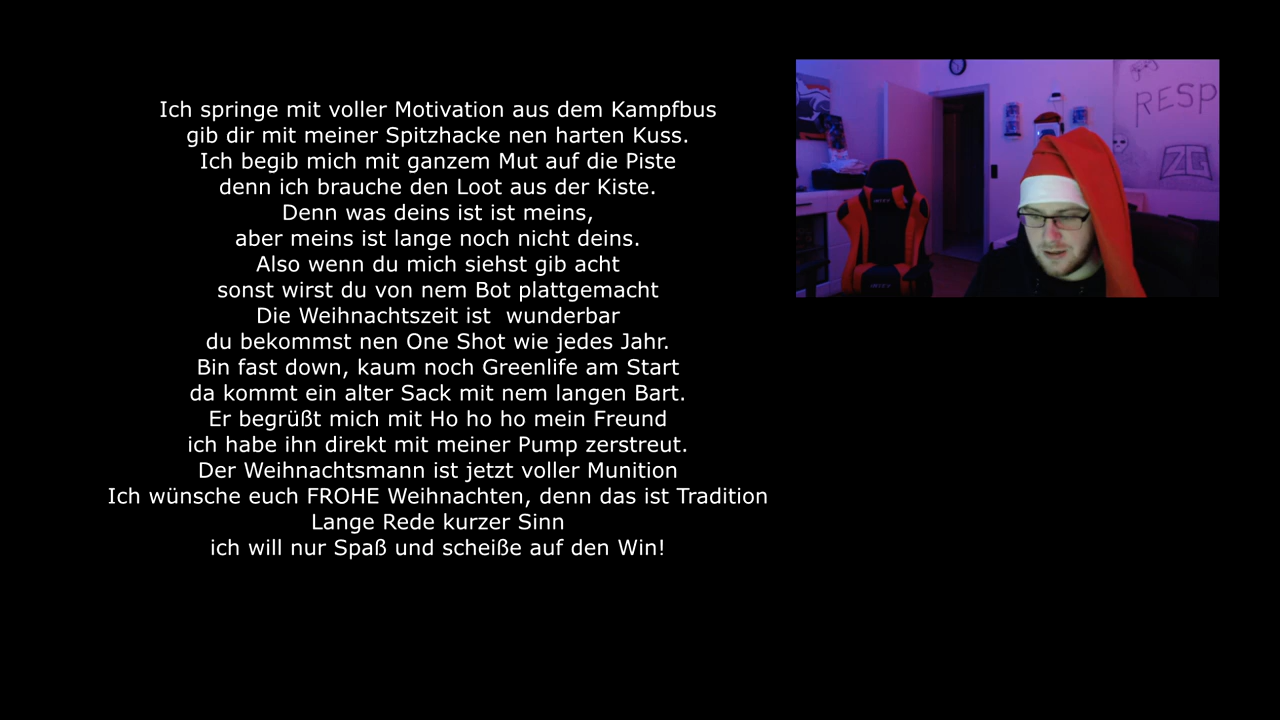 Ich springe mit voller Motivation aus dem Kampfbus
gib dir mit meiner Spitzhacke nen harten Kuss.
Ich begib mich mit ganzem Mut auf die Piste
denn ich brauche den Loot aus der Kiste.
Denn was deins ist ist meins,
aber meins ist lange noch nicht deins.
Also wenn du mich siehst gib acht
sonst wirst du von nem Bot plattgemacht
Die Weihnachtszeit ist  wunderbar
du bekommst nen One Shot wie jedes Jahr.
Bin fast down, kaum noch Greenlife am Start
da kommt ein alter Sack mit nem langen Bart.
Er begrüßt mich mit Ho ho ho mein Freund
ich habe ihn direkt mit meiner Pump zerstreut.
Der Weihnachtsmann ist jetzt voller Munition
Ich wünsche euch FROHE Weihnachten, denn das ist Tradition
Lange Rede kurzer Sinn
ich will nur Spaß und scheiße auf den Win!
RESP
ZG